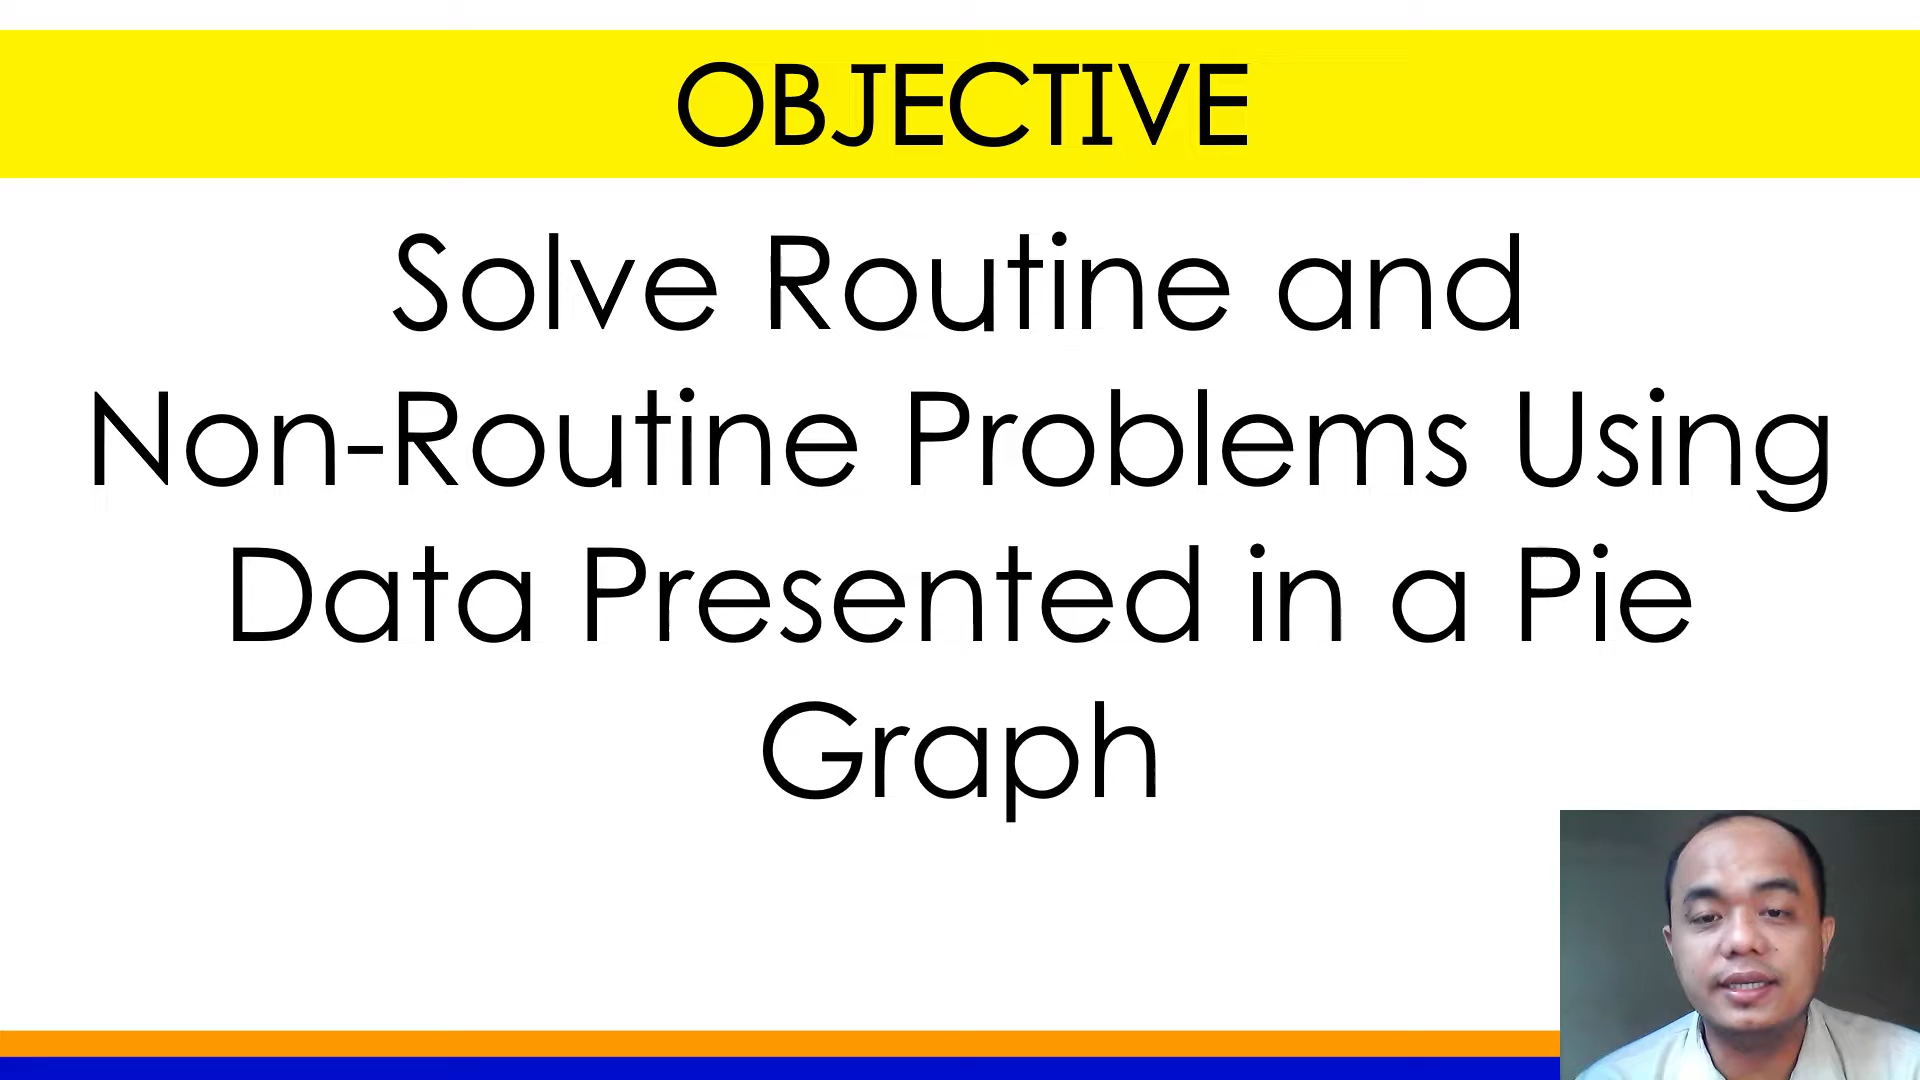 OBJECTIVE
Solve Routine and
Non-Routine Problems Using
Data Presented in a Pie
Graph